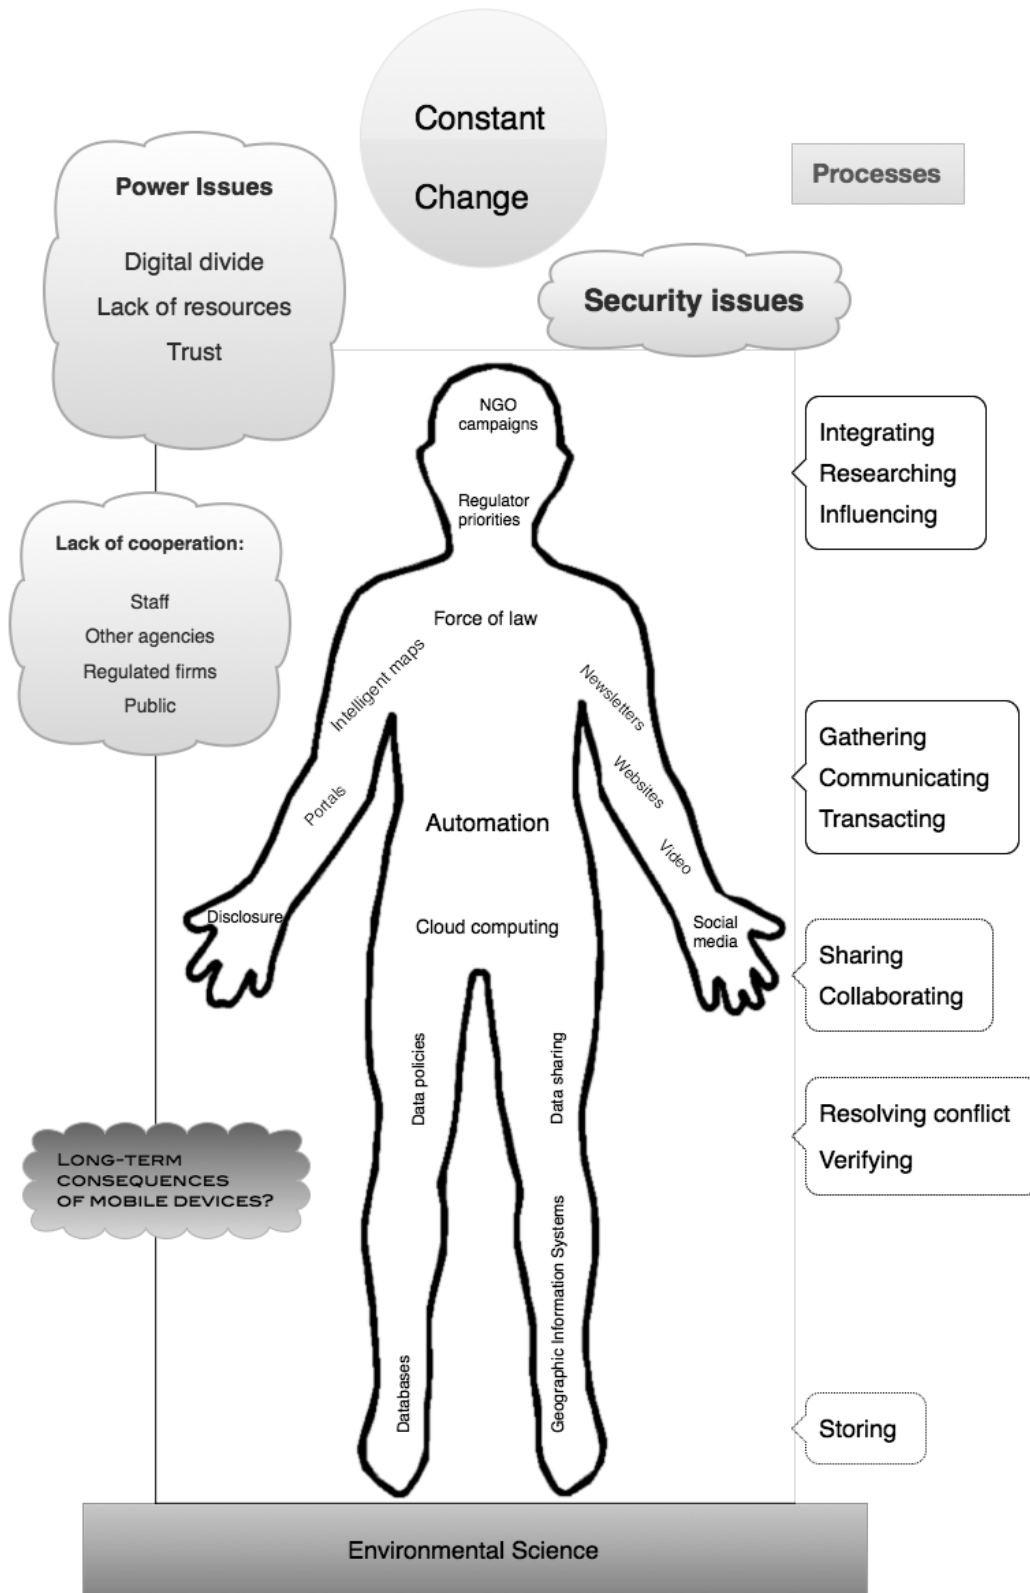 Constant
Change
Processes
Power Issues
Digital divide
Lack of resources
Trust
Security issues
Lack of cooperation:
Staff
Other agencies
Regulated firms
Public
LONG-TERM
CONSEQUENCES
OF MOBILE DEVICES?
NGO
campaigns
Regulator
priorities
Force of law
Intelligent maps
Portals
Disclosure
Newsletters
Websites
Video
Social
media
Automation
Cloud computing
Data policies
Data sharing
Databases
Geographic Information Systems
Integrating
Researching
Influencing
Gathering
Communicating
Transacting
Sharing
Collaborating
Resolving conflict
Verifying
Storing
Environmental Science